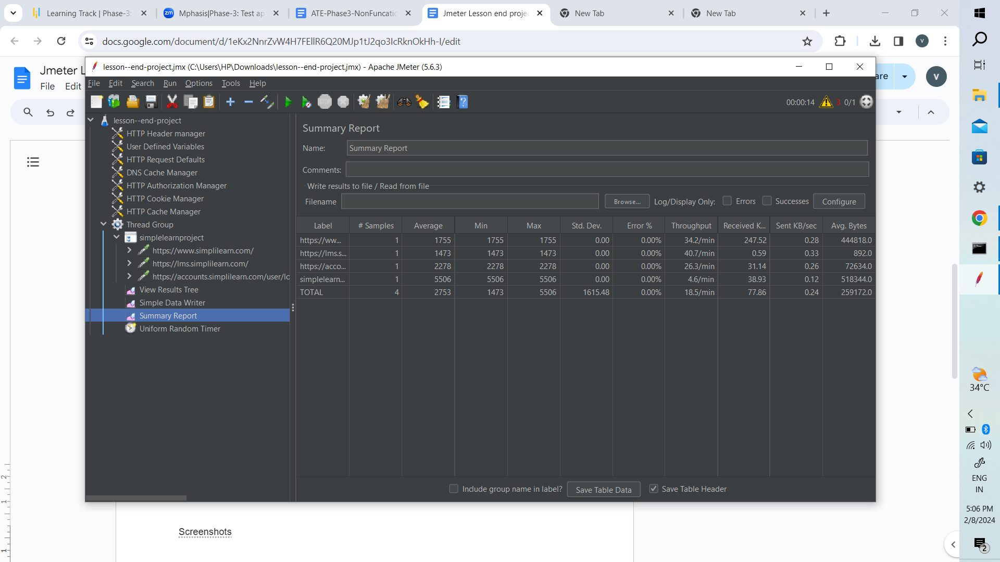 Learning Track | Phase-3:
zm Mphasis|Phase-3: Test ap
ATE-Phase3-NonFuncatio
Jmeter Lesson end projec
New Tab
New Tab
docs.google.com/document/d/1eKx2NnrZvW4H7FEllR6Q20MJp1tJ2qo3IcRknOkHh-I/edit
V
Jmeter L
File Edit
are
V
lesson--end-project.jmx (C:\Users\HP\Downloads\lesson--end-project.jmx) - Apache JMeter (5.6.3)
File Edit Search Run Options Tools Help
STOP
00:00:14 3 0/1
lesson--end-project
HTTP Header manager
User Defined Variables
HTTP Request Defaults
DNS Cache Manager
HTTP Authorization Manager
HTTP Cookie Manager
HTTP Cache Manager
Thread Group
simplelearnproject
https://www.simplilearn.com/
https://lms.simplilearn.com/
https://accounts.simplilearn.com/user/lo
View Results Tree
Simple Data Writer
Summary Report
Uniform Random Timer
Summary Report
Name: Summary Report
Comments:
Write results to file / Read from file
Filename Browse... Log/Display Only: Errors Successes Configure
Label # Samples Average Min Max Std. Dev. Error % Throughput Received K... Sent KB/sec Avg. Bytes
https://ww... 1 1755 1755 1755 0.00 0.00% 34.2/min 247.52 0.28 444818.0
https://lms.s... 1 1473 1473 1473 0.00 0.00% 40.7/min 0.59 0.33 892.0
https://acco... 1 2278 2278 2278 0.00 0.00% 26.3/min 31.14 0.26 72634.0
simplelearn... 1 5506 5506 5506 0.00 0.00% 4.6/min 38.93 0.12 518344.0
TOTAL 4 2753 1473 5506 1615.48 0.00% 18.5/min 77.86 0.24 259172.0
Include group name in label? Save Table Data Save Table Header
Screenshots
2
1
1
34°C
ENG
IN
5:06 PM
2/8/2024
2